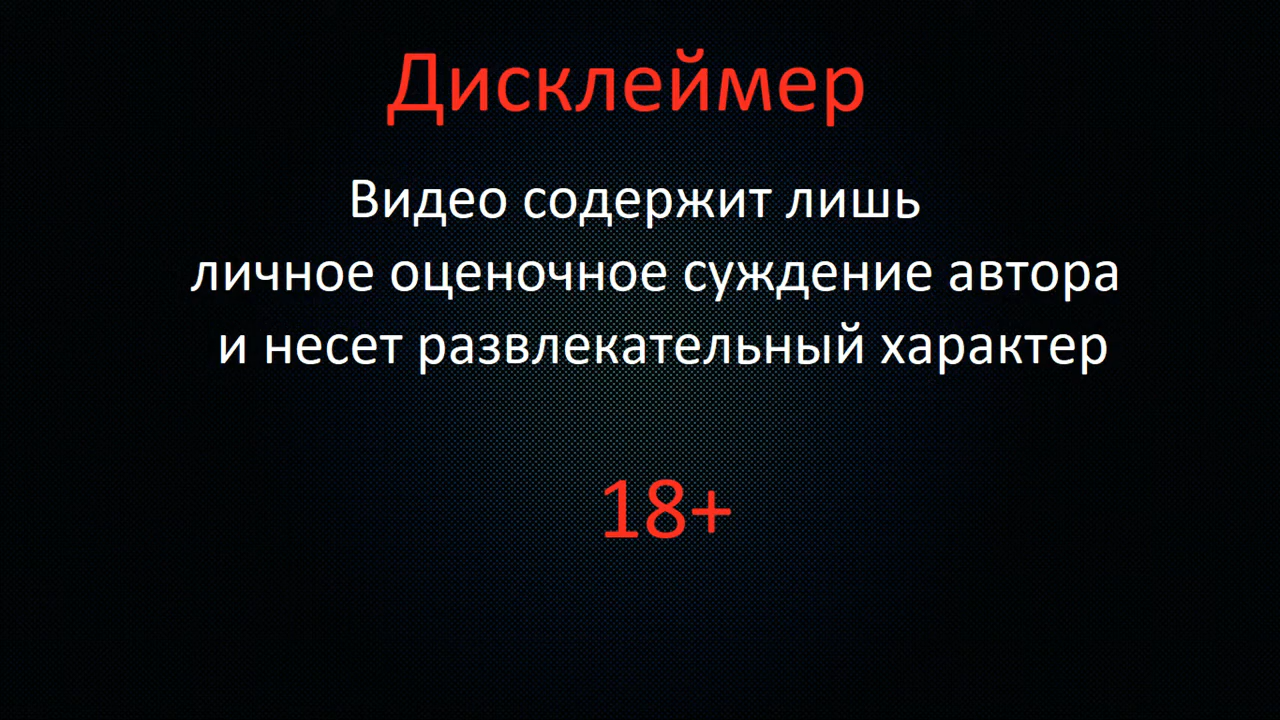 Дисклеймер
Видео содержит лишь
личное оценочное суждение автора
и несет развлекательный характер
18+